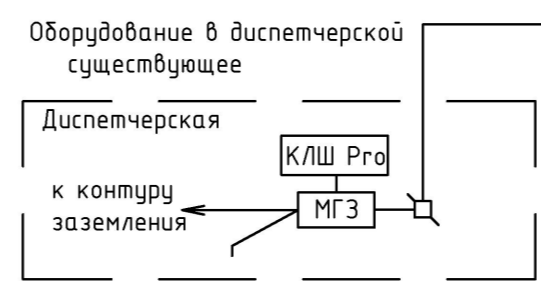 Оборудование в диспетчерской
существующее
Диспетчерская
КЛШ Pro
к контуру
заземления
МГЗ